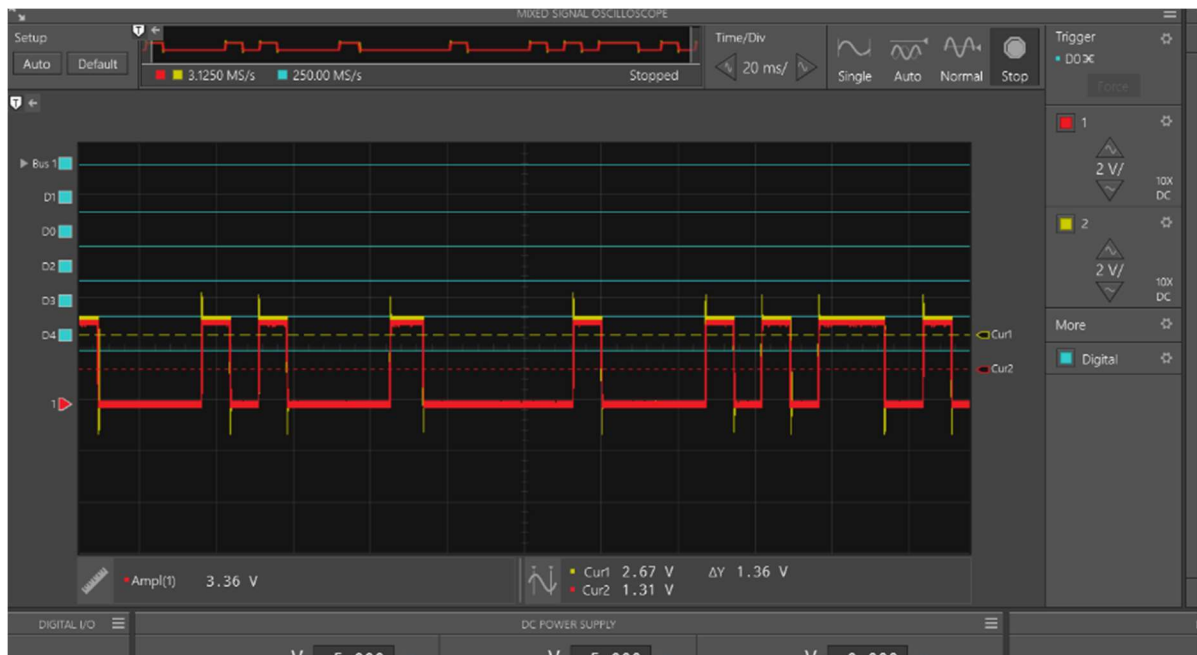 MIXED SIGNAL OSCILLOSCOPE
Setup
Auto Default
T
3.1250 MS/s 250.00 MS/s Stopped
Time/Div
20 ms/
Single Auto Normal Stop
Trigger
D0
Force
T
1
2 V/
10X
DC
2
2 V/
10X
DC
More
Digital
Bus 1
D1
D0
D2
D3
D4
1
Cur1
Cur2
Ampl(1) 3.36 V
Cur1 2.67 V ΔY 1.36 V
Cur2 1.31 V
DIGITAL I/O DC POWER SUPPLY